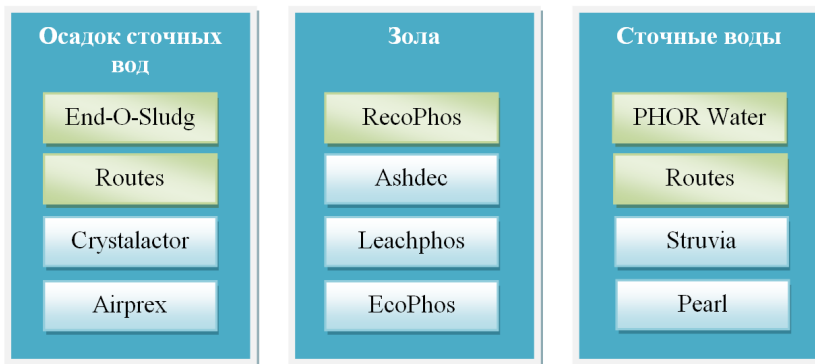 Осадок сточных
вод
End-O-Sludg
Routes
Crystalactor
Airprex
Зола
RecoPhos
Ashdec
Leachphos
EcoPhos
Сточные воды
PHOR Water
Routes
Struvia
Pearl